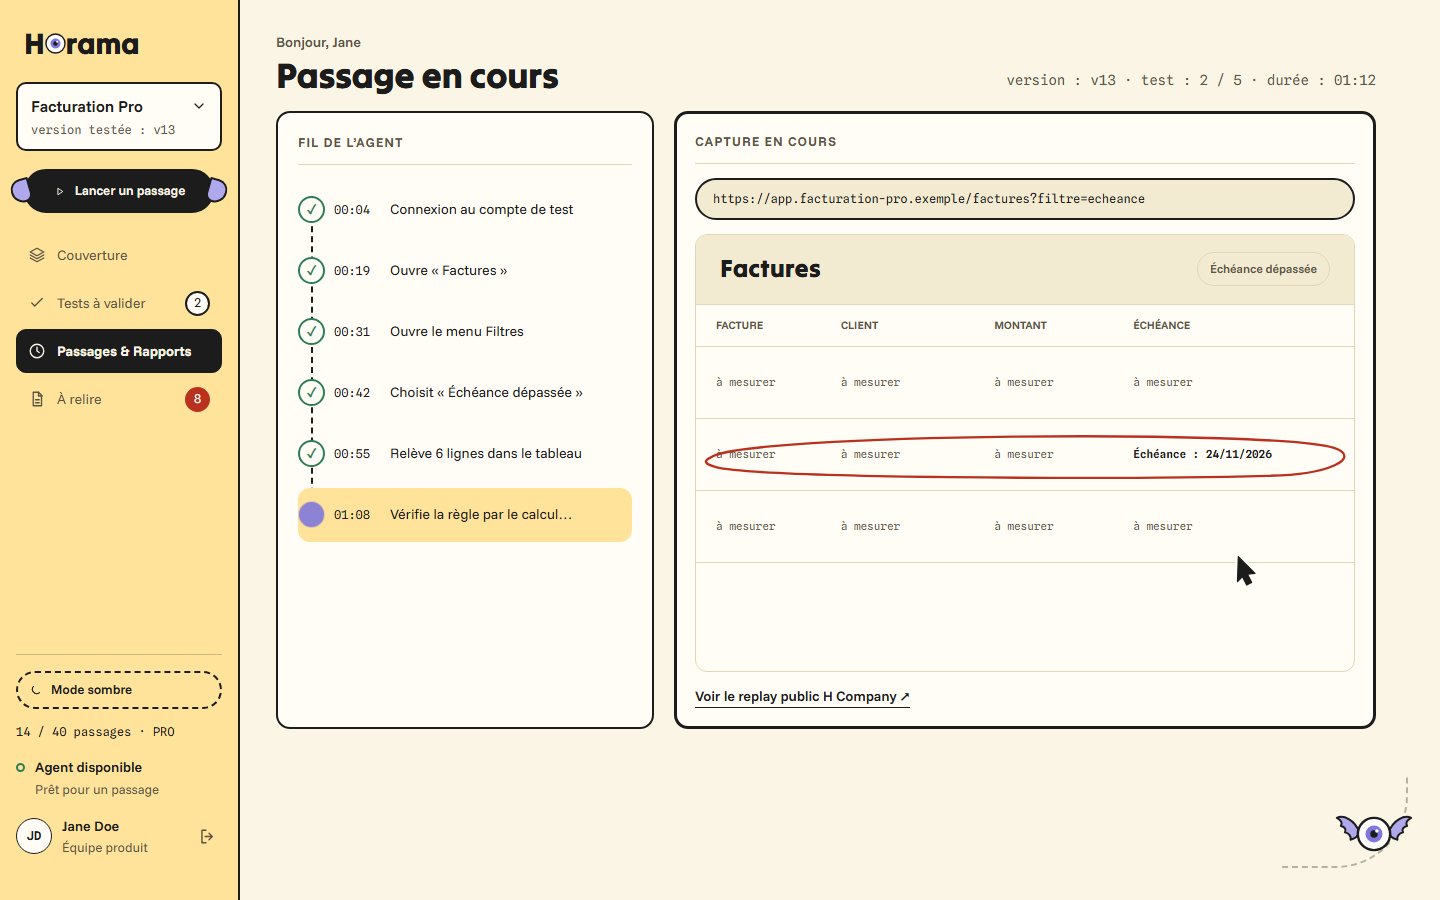 Horama
Facturation Pro
version testée : v13
Lancer un passage
Couverture
Tests à valider 2
Passages & Rapports
À relire 8
Mode sombre
14 / 40 passages · PRO
Agent disponible
Prêt pour un passage
JD
Jane Doe
Équipe produit
Bonjour, Jane
Passage en cours
version : v13 · test : 2 / 5 · durée : 01:12
FIL DE L’AGENT
00:04 Connexion au compte de test
00:19 Ouvre « Factures »
00:31 Ouvre le menu Filtres
00:42 Choisit « Échéance dépassée »
00:55 Relève 6 lignes dans le tableau
01:08 Vérifie la règle par le calcul…
CAPTURE EN COURS
https://app.facturation-pro.exemple/factures?filtre=echeance
Factures
Échéance dépassée
FACTURE CLIENT MONTANT ÉCHÉANCE
à mesurer à mesurer à mesurer à mesurer
à mesurer à mesurer à mesurer Échéance : 24/11/2026
à mesurer à mesurer à mesurer à mesurer
Voir le replay public H Company ↗